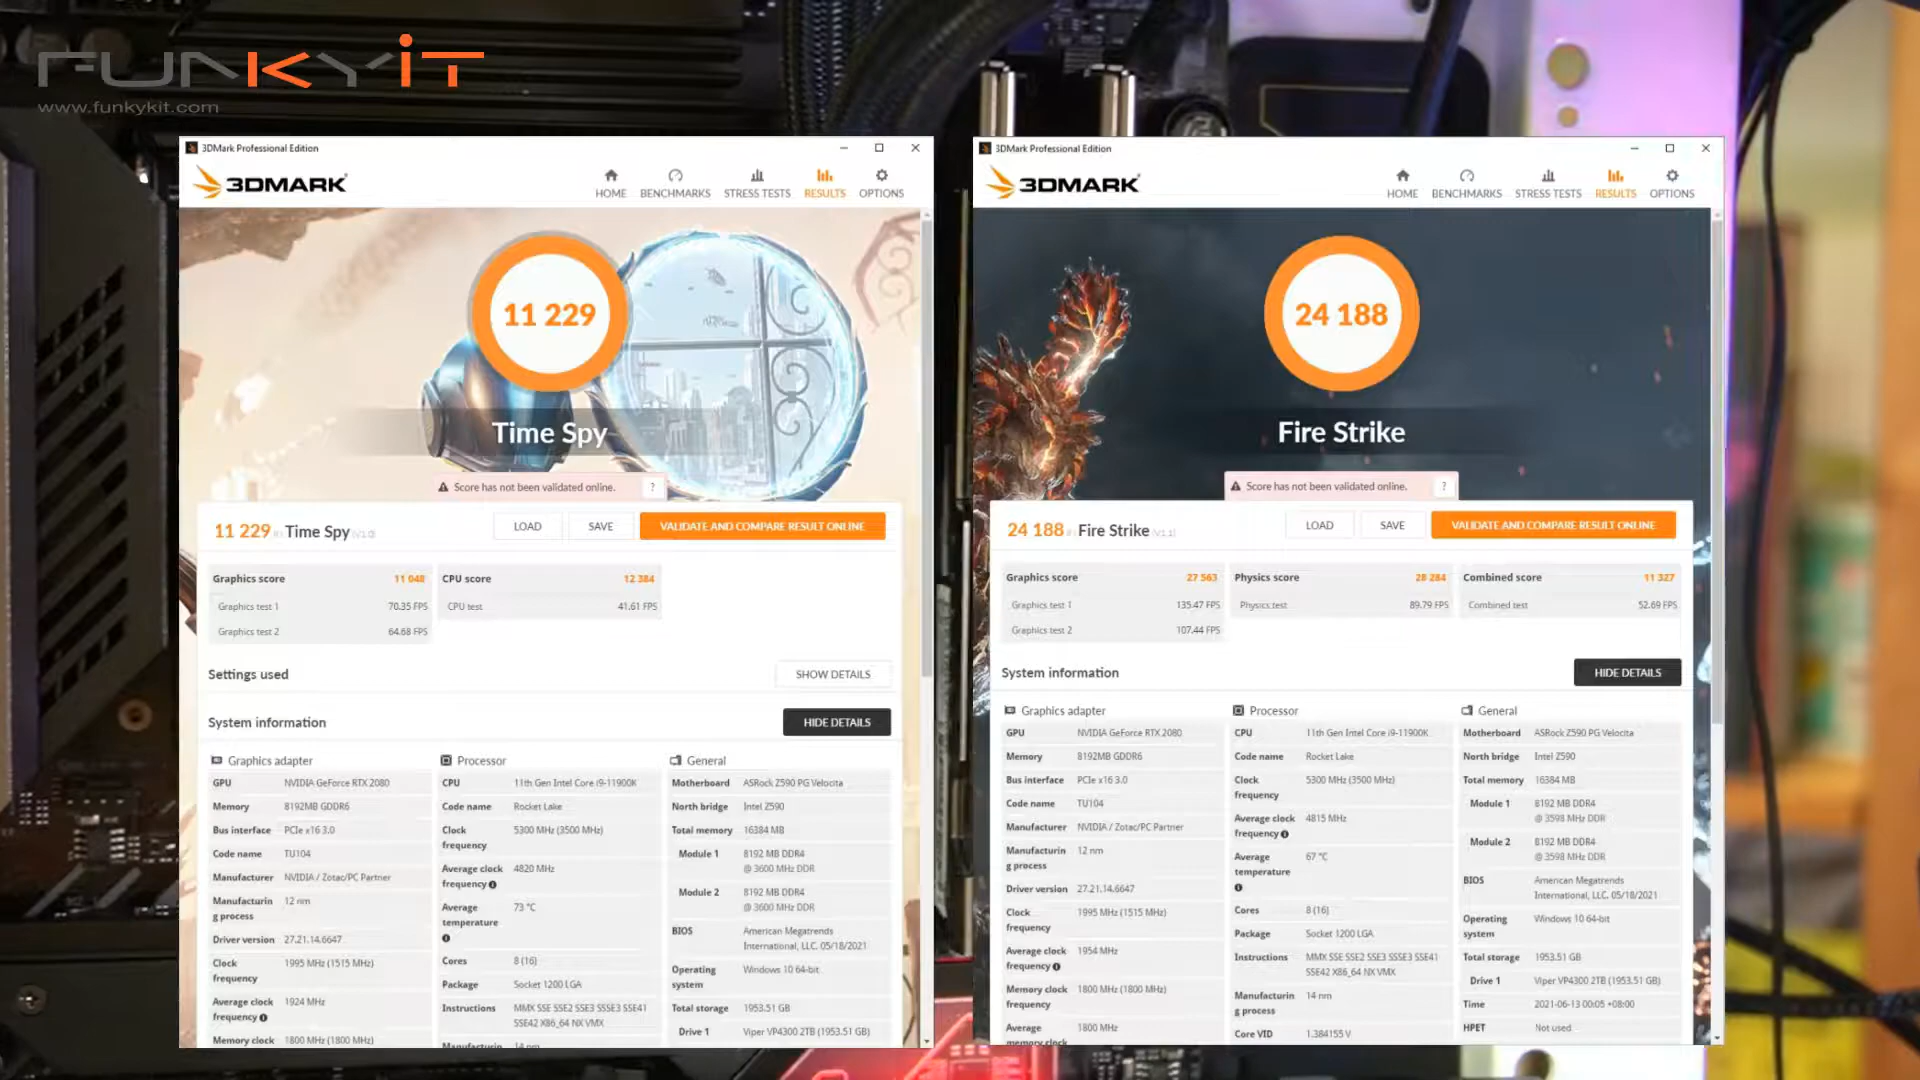 FUNKYIT
www.funkykit.com
3DMark Professional Edition
3DMARK
HOME BENCHMARKS STRESS TESTS RESULTS OPTIONS
11 229
Time Spy
Score has not been validated online. ?
11 229 Time Spy (V1.0)
LOAD SAVE VALIDATE AND COMPARE RESULT ONLINE
Graphics score 11 048
Graphics test 1 70.35 FPS
Graphics test 2 64.68 FPS
CPU score 12 384
CPU test 41.61 FPS
Settings used SHOW DETAILS
System information HIDE DETAILS
Graphics adapter
GPU NVIDIA GeForce RTX 2080
Memory 8192MB GDDR6
Bus interface PCIe x16 3.0
Code name TU104
Manufacturer NVIDIA / Zotac/PC Partner
Manufacturin 12 nm
g process
Driver version 27.21.14.6647
Clock 1995 MHz (1515 MHz)
frequency
Average clock 1924 MHz
frequency
Memory clock 1800 MHz (1800 MHz)
Processor
CPU 11th Gen Intel Core i9-11900K
Code name Rocket Lake
Clock 5300 MHz (3500 MHz)
frequency
Average clock 4820 MHz
frequency
Average 73 °C
temperature
Cores 8 (16)
Package Socket 1200 LGA
Instructions MMX SSE SSE2 SSE3 SSSE3 SSE41
SSE42 X86_64 NX VMX
Manufacturin 14 nm
General
Motherboard ASRock Z590 PG Velocita
North bridge Intel Z590
Total memory 16384 MB
Module 1 8192 MB DDR4
@ 3600 MHz DDR
Module 2 8192 MB DDR4
@ 3600 MHz DDR
BIOS American Megatrends
International, LLC. 05/18/2021
Operating Windows 10 64-bit
system
Total storage 1953.51 GB
Drive 1 Viper VP4300 2TB (1953.51 GB)
3DMark Professional Edition
3DMARK
HOME BENCHMARKS STRESS TESTS RESULTS OPTIONS
24 188
Fire Strike
Score has not been validated online. ?
24 188 Fire Strike (V1.1)
LOAD SAVE VALIDATE AND COMPARE RESULT ONLINE
Graphics score 27 563
Graphics test 1 135.47 FPS
Graphics test 2 107.44 FPS
Physics score 28 284
Physics test 89.79 FPS
Combined score 11 327
Combined test 52.69 FPS
System information HIDE DETAILS
Graphics adapter
GPU NVIDIA GeForce RTX 2080
Memory 8192MB GDDR6
Bus interface PCIe x16 3.0
Code name TU104
Manufacturer NVIDIA / Zotac/PC Partner
Manufacturin 12 nm
g process
Driver version 27.21.14.6647
Clock 1995 MHz (1515 MHz)
frequency
Average clock 1954 MHz
frequency
Memory clock 1800 MHz (1800 MHz)
frequency
Average 1800 MHz
memory clock
Processor
CPU 11th Gen Intel Core i9-11900K
Code name Rocket Lake
Clock 5300 MHz (3500 MHz)
frequency
Average clock 4815 MHz
frequency
Average 67 °C
temperature
Cores 8 (16)
Package Socket 1200 LGA
Instructions MMX SSE SSE2 SSE3 SSSE3 SSE41
SSE42 X86_64 NX VMX
Manufacturin 14 nm
g process
Core VID 1.384155 V
General
Motherboard ASRock Z590 PG Velocita
North bridge Intel Z590
Total memory 16384 MB
Module 1 8192 MB DDR4
@ 3598 MHz DDR
Module 2 8192 MB DDR4
@ 3598 MHz DDR
BIOS American Megatrends
International, LLC. 05/18/2021
Operating Windows 10 64-bit
system
Total storage 1953.51 GB
Drive 1 Viper VP4300 2TB (1953.51 GB)
Time 2021-06-13 00:05 +08:00
HPET Not used